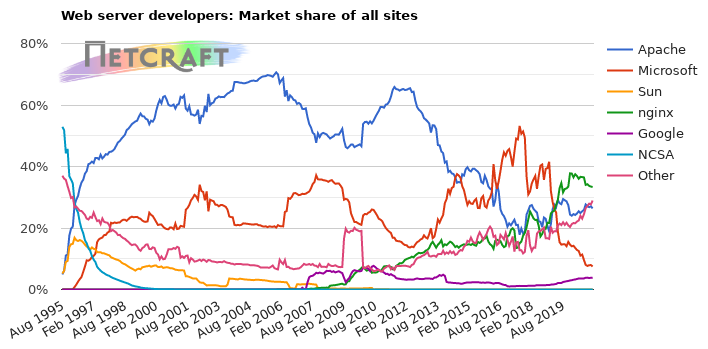 Web server developers: Market share of all sites
NETCRAFT
80%
60%
40%
20%
0%
Apache
Microsoft
Sun
nginx
Google
NCSA
Other
Aug 1995
Feb 1997
Aug 1998
Feb 2000
Aug 2001
Feb 2003
Aug 2004
Feb 2006
Aug 2007
Feb 2009
Aug 2010
Feb 2012
Aug 2013
Feb 2015
Aug 2016
Feb 2018
Aug 2019